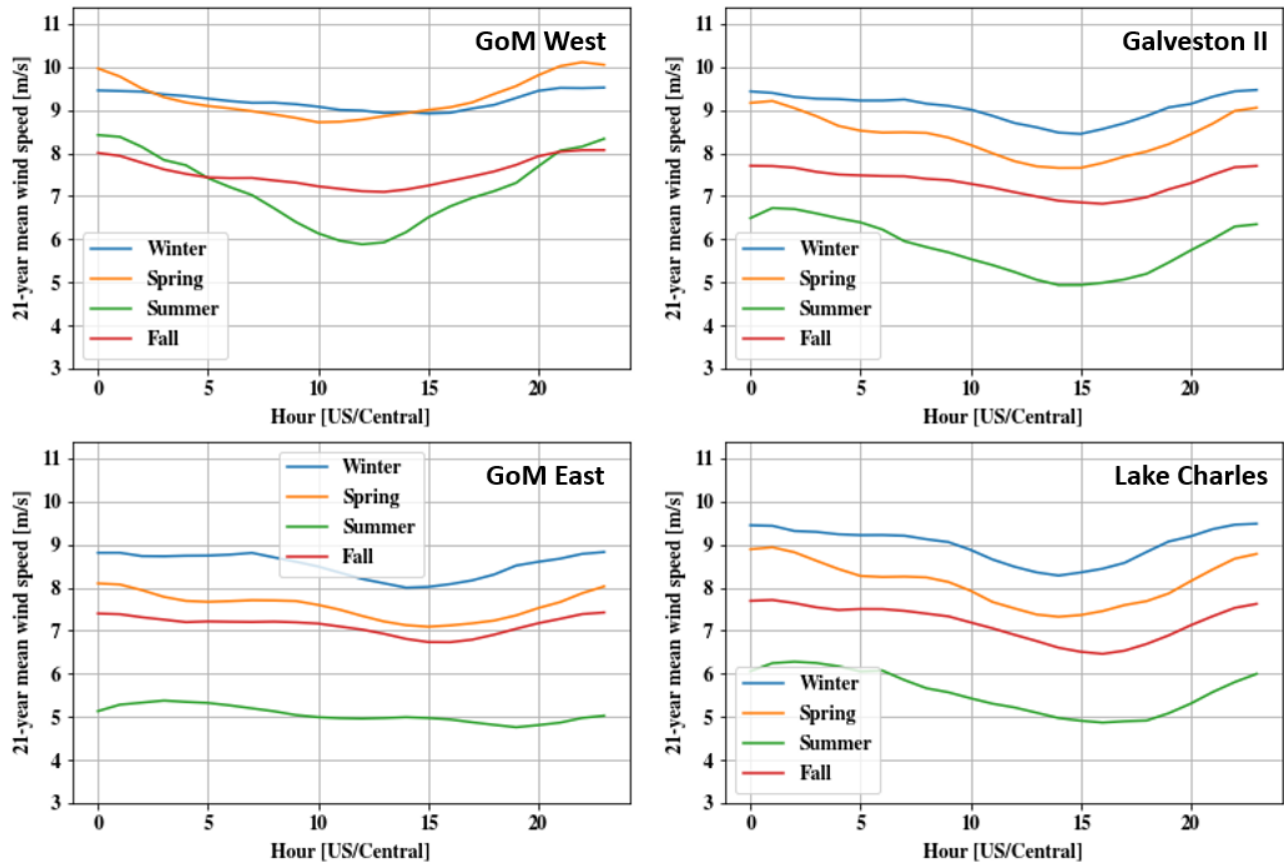 GoM West
21-year mean wind speed [m/s]
11
10
9
8
7
6
5
4
3
Winter
Spring
Summer
Fall
0 5 10 15 20
Hour [US/Central]
Galveston II
21-year mean wind speed [m/s]
11
10
9
8
7
6
5
4
3
Winter
Spring
Summer
Fall
0 5 10 15 20
Hour [US/Central]
GoM East
21-year mean wind speed [m/s]
11
10
9
8
7
6
5
4
3
Winter
Spring
Summer
Fall
0 5 10 15 20
Hour [US/Central]
Lake Charles
21-year mean wind speed [m/s]
11
10
9
8
7
6
5
4
3
Winter
Spring
Summer
Fall
0 5 10 15 20
Hour [US/Central]